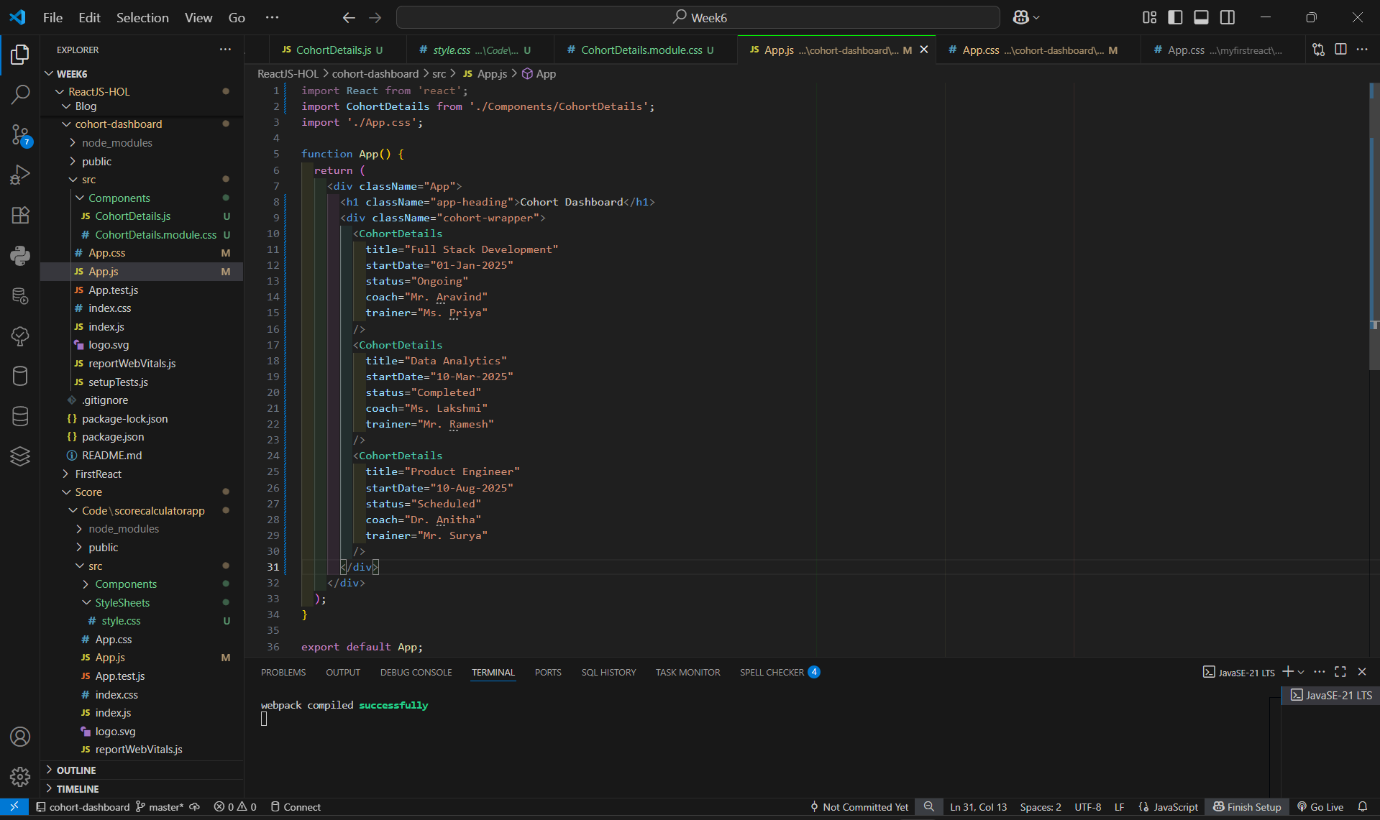 File Edit Selection View Go ··· Week6
EXPLORER
WEEK6
ReactJS-HOL
Blog
cohort-dashboard
node_modules
public
src
Components
JS CohortDetails.js U
# CohortDetails.module.css U
# App.css M
JS App.js M
JS App.test.js
# index.css
JS index.js
logo.svg
JS reportWebVitals.js
JS setupTests.js
.gitignore
{} package-lock.json
{} package.json
README.md
FirstReact
Score
Code\scorecalculatorapp
node_modules
public
src
Components
StyleSheets
# style.css U
# App.css
JS App.js M
JS App.test.js
# index.css
JS index.js
logo.svg
JS reportWebVitals.js
OUTLINE
TIMELINE
7
JS CohortDetails.js U # style.css ...\Code\... U # CohortDetails.module.css U JS App.js ...\cohort-dashboard\... M # App.css ...\cohort-dashboard\... M # App.css ...\myfirstreact\...
ReactJS-HOL > cohort-dashboard > src > JS App.js > App
1 import React from 'react';
2 import CohortDetails from './Components/CohortDetails';
3 import './App.css';
4
5 function App() {
6 return (
7 <div className="App">
8 <h1 className="app-heading">Cohort Dashboard</h1>
9 <div className="cohort-wrapper">
10 <CohortDetails
11 title="Full Stack Development"
12 startDate="01-Jan-2025"
13 status="Ongoing"
14 coach="Mr. Aravind"
15 trainer="Ms. Priya"
16 />
17 <CohortDetails
18 title="Data Analytics"
19 startDate="10-Mar-2025"
20 status="Completed"
21 coach="Ms. Lakshmi"
22 trainer="Mr. Ramesh"
23 />
24 <CohortDetails
25 title="Product Engineer"
26 startDate="10-Aug-2025"
27 status="Scheduled"
28 coach="Dr. Anitha"
29 trainer="Mr. Surya"
30 />
31 </div>
32 </div>
33 );
34 }
35
36 export default App;
PROBLEMS OUTPUT DEBUG CONSOLE TERMINAL PORTS SQL HISTORY TASK MONITOR SPELL CHECKER 4 JavaSE-21 LTS
webpack compiled successfully
JavaSE-21 LTS
cohort-dashboard master* 0 0 Connect Not Committed Yet Ln 31, Col 13 Spaces: 2 UTF-8 LF {} JavaScript Finish Setup Go Live